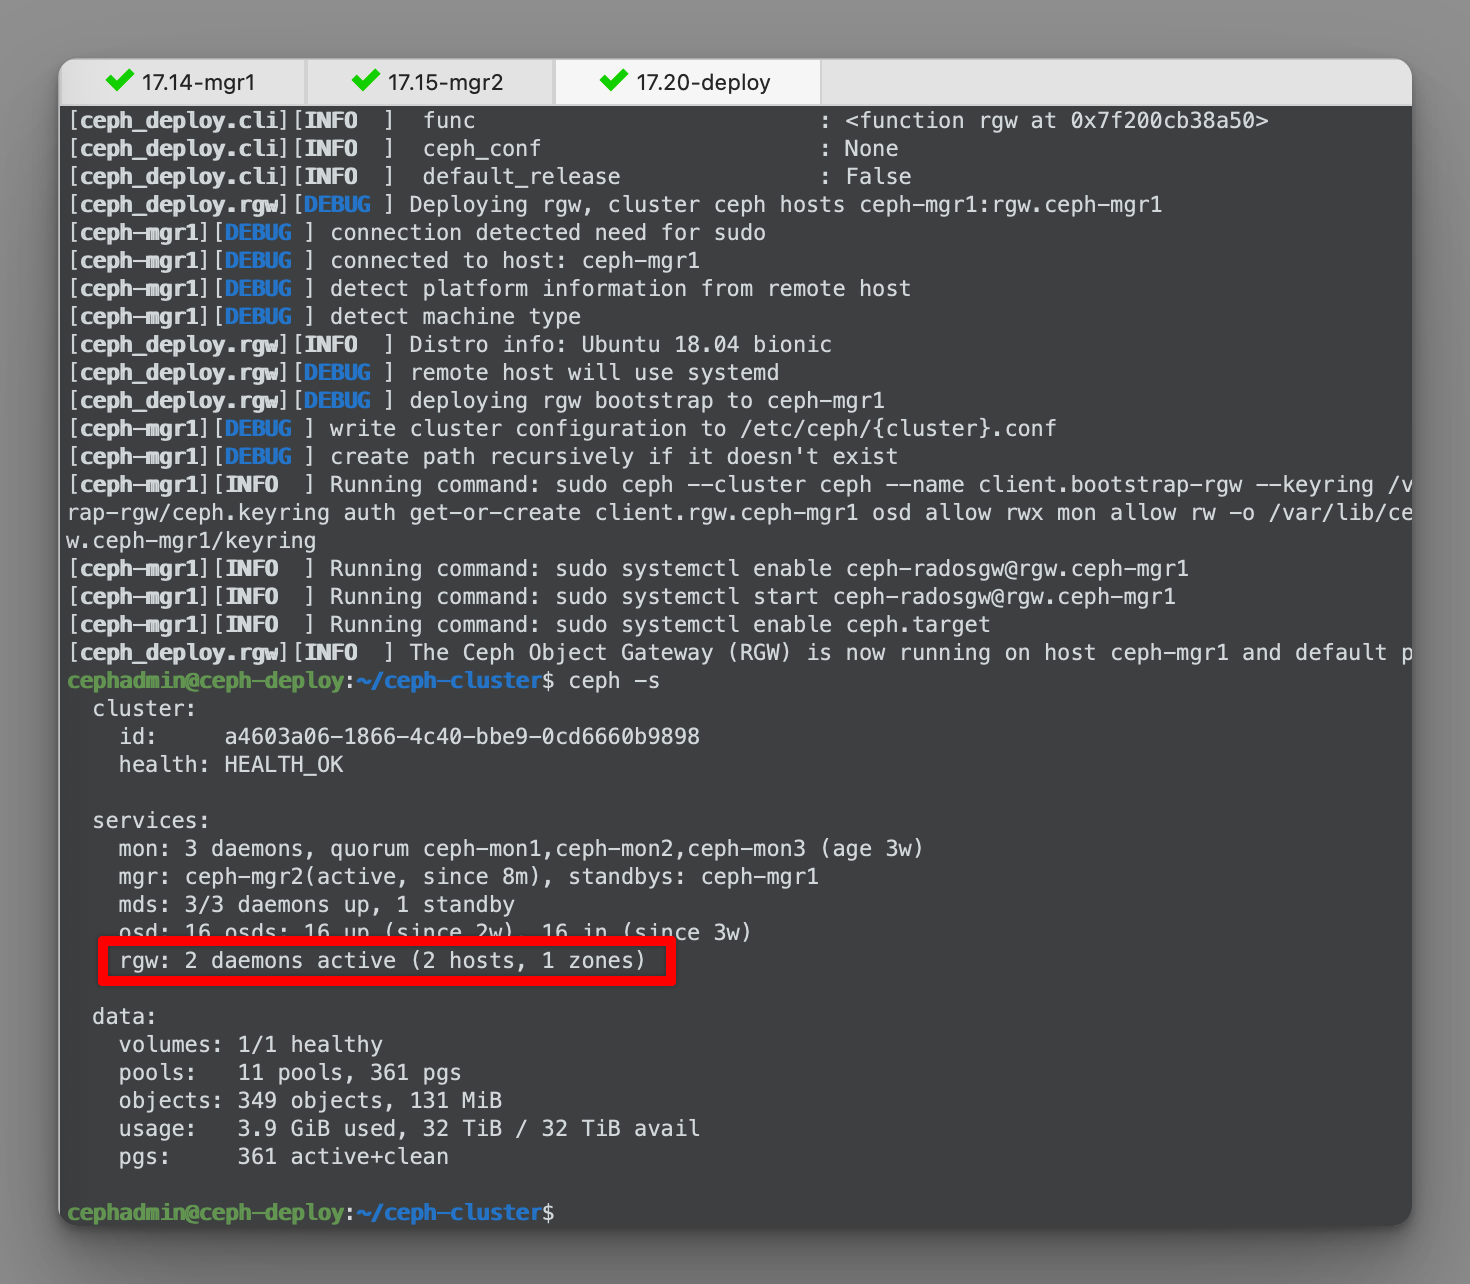 17.14-mgr1
17.15-mgr2
17.20-deploy
[ceph_deploy.cli][INFO  ]  func                          : <function rgw at 0x7f200cb38a50>
[ceph_deploy.cli][INFO  ]  ceph_conf                     : None
[ceph_deploy.cli][INFO  ]  default_release               : False
[ceph_deploy.rgw][DEBUG ] Deploying rgw, cluster ceph hosts ceph-mgr1:rgw.ceph-mgr1
[ceph-mgr1][DEBUG ] connection detected need for sudo
[ceph-mgr1][DEBUG ] connected to host: ceph-mgr1
[ceph-mgr1][DEBUG ] detect platform information from remote host
[ceph-mgr1][DEBUG ] detect machine type
[ceph_deploy.rgw][INFO  ] Distro info: Ubuntu 18.04 bionic
[ceph_deploy.rgw][DEBUG ] remote host will use systemd
[ceph_deploy.rgw][DEBUG ] deploying rgw bootstrap to ceph-mgr1
[ceph-mgr1][DEBUG ] write cluster configuration to /etc/ceph/{cluster}.conf
[ceph-mgr1][DEBUG ] create path recursively if it doesn't exist
[ceph-mgr1][INFO  ] Running command: sudo ceph --cluster ceph --name client.bootstrap-rgw --keyring /v
rap-rgw/ceph.keyring auth get-or-create client.rgw.ceph-mgr1 osd allow rwx mon allow rw -o /var/lib/ce
w.ceph-mgr1/keyring
[ceph-mgr1][INFO  ] Running command: sudo systemctl enable ceph-radosgw@rgw.ceph-mgr1
[ceph-mgr1][INFO  ] Running command: sudo systemctl start ceph-radosgw@rgw.ceph-mgr1
[ceph-mgr1][INFO  ] Running command: sudo systemctl enable ceph.target
[ceph_deploy.rgw][INFO  ] The Ceph Object Gateway (RGW) is now running on host ceph-mgr1 and default p
cephadmin@ceph-deploy:~/ceph-cluster$ ceph -s
  cluster:
    id:     a4603a06-1866-4c40-bbe9-0cd6660b9898
    health: HEALTH_OK

  services:
    mon: 3 daemons, quorum ceph-mon1,ceph-mon2,ceph-mon3 (age 3w)
    mgr: ceph-mgr2(active, since 8m), standbys: ceph-mgr1
    mds: 3/3 daemons up, 1 standby
    osd: 16 osds: 16 up (since 2w), 16 in (since 3w)
    rgw: 2 daemons active (2 hosts, 1 zones)

  data:
    volumes: 1/1 healthy
    pools:   11 pools, 361 pgs
    objects: 349 objects, 131 MiB
    usage:   3.9 GiB used, 32 TiB / 32 TiB avail
    pgs:     361 active+clean

cephadmin@ceph-deploy:~/ceph-cluster$